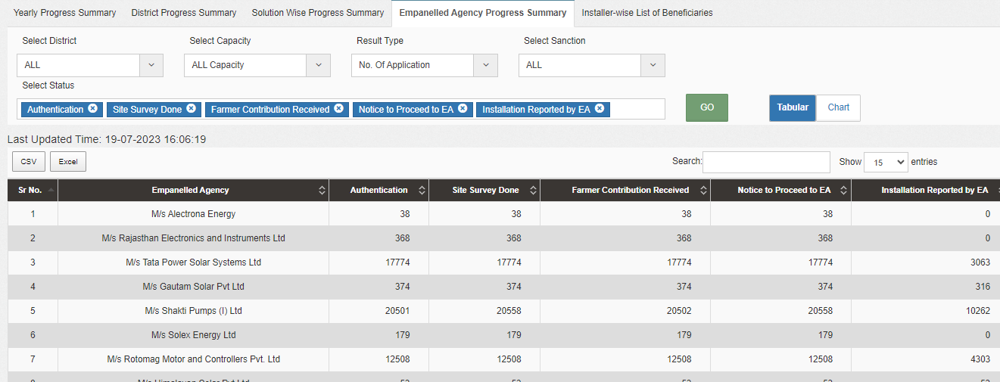 Yearly Progress Summary District Progress Summary Solution Wise Progress Summary Empanelled Agency Progress Summary Installer-wise List of Beneficiaries
Select District Select Capacity Result Type Select Sanction
ALL ALL Capacity No. Of Application ALL
Select Status
Authentication Site Survey Done Farmer Contribution Received Notice to Proceed to EA Installation Reported by EA GO Tabular Chart
Last Updated Time: 19-07-2023 16:06:19
CSV Excel Search: Show 15 entries
Sr No. Empanelled Agency Authentication Site Survey Done Farmer Contribution Received Notice to Proceed to EA Installation Reported by EA
1 M/s Alectrona Energy 38 38 38 38 0
2 M/s Rajasthan Electronics and Instruments Ltd 368 368 368 368 0
3 M/s Tata Power Solar Systems Ltd 17774 17774 17774 17774 3063
4 M/s Gautam Solar Pvt Ltd 374 374 374 374 316
5 M/s Shakti Pumps (I) Ltd 20501 20558 20502 20558 10262
6 M/s Solex Energy Ltd 179 179 179 179 0
7 M/s Rotomag Motor and Controllers Pvt. Ltd 12508 12508 12508 12508 4303